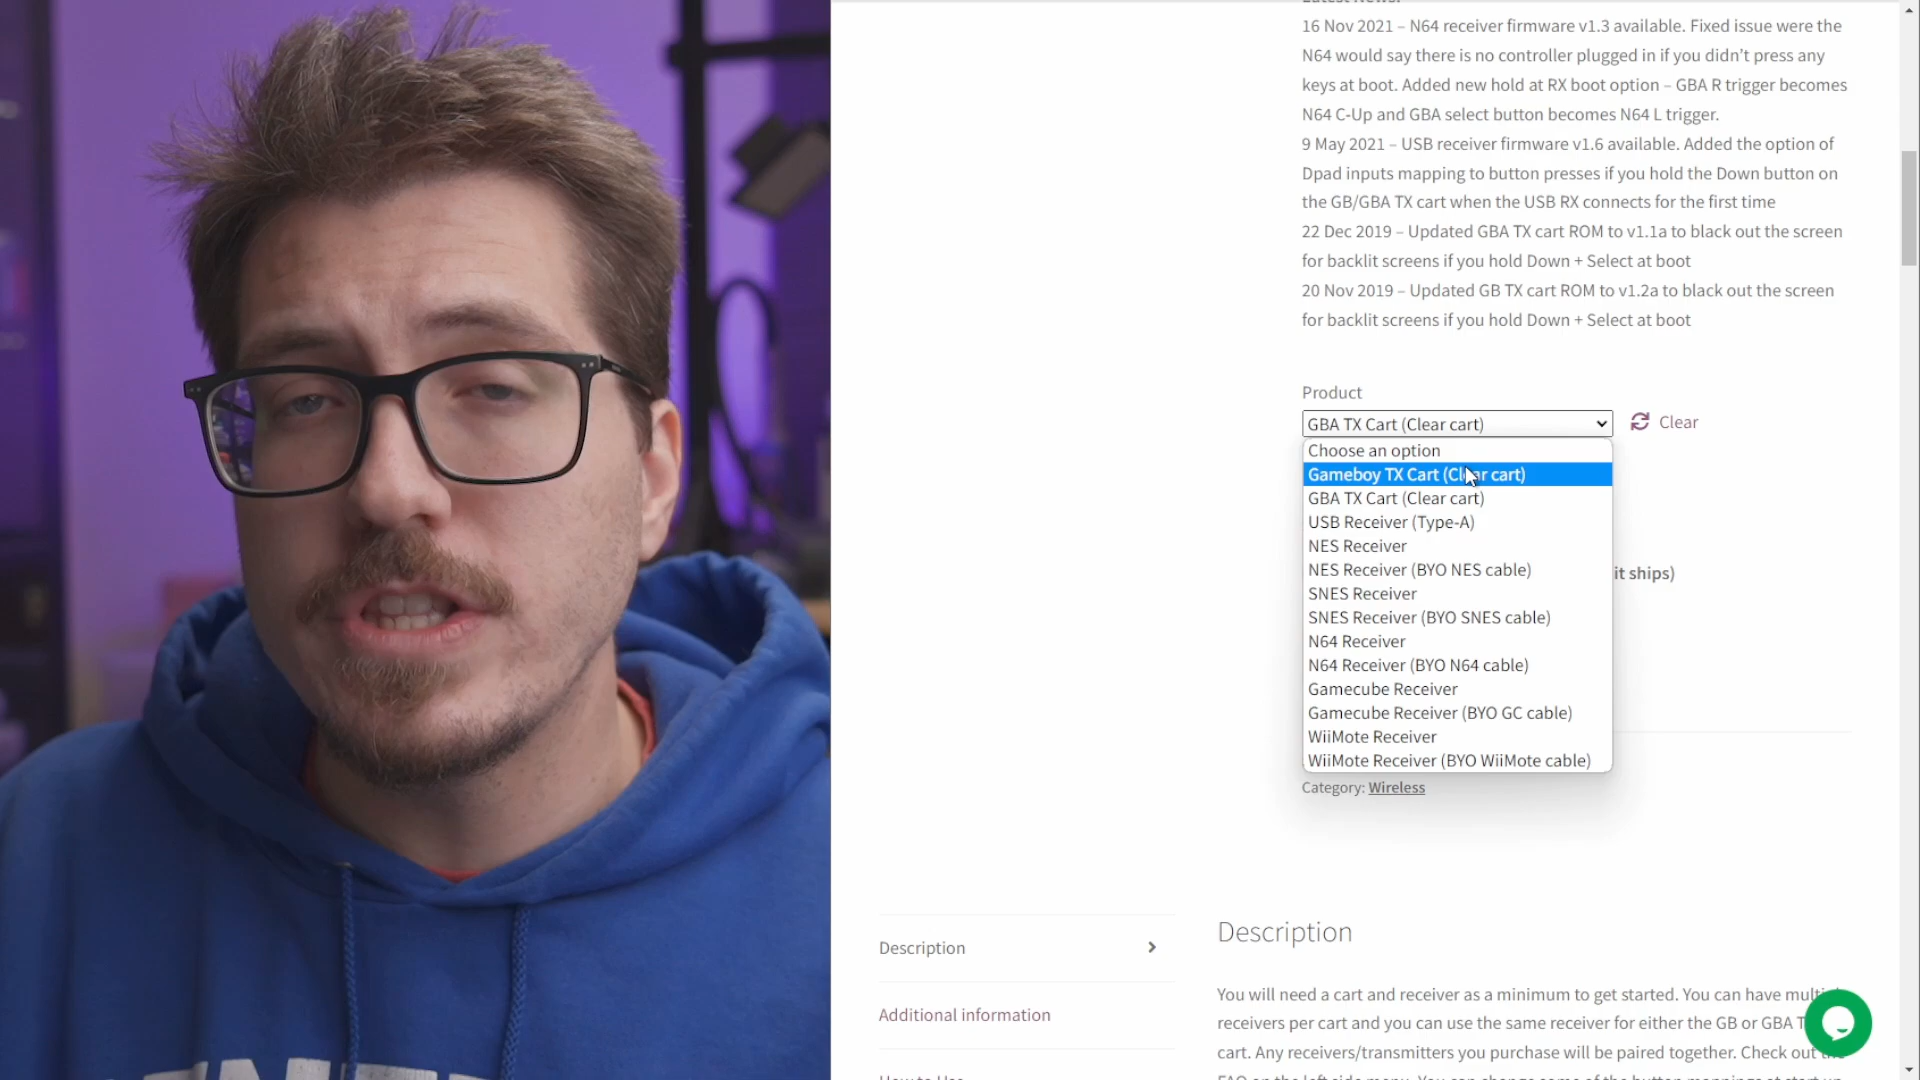 16 Nov 2021 – N64 receiver firmware v1.3 available. Fixed issue were the
N64 would say there is no controller plugged in if you didn't press any
keys at boot. Added new hold at RX boot option – GBA R trigger becomes
N64 C-Up and GBA select button becomes N64 L trigger.
9 May 2021 – USB receiver firmware v1.6 available. Added the option of
Dpad inputs mapping to button presses if you hold the Down button on
the GB/GBA TX cart when the USB RX connects for the first time
22 Dec 2019 – Updated GBA TX cart ROM to v1.1a to black out the screen
for backlit screens if you hold Down + Select at boot
20 Nov 2019 – Updated GB TX cart ROM to v1.2a to black out the screen
for backlit screens if you hold Down + Select at boot
Product
GBA TX Cart (Clear cart)
Clear
Choose an option
Gameboy TX Cart (Clear cart)
GBA TX Cart (Clear cart)
USB Receiver (Type-A)
NES Receiver
NES Receiver (BYO NES cable)
it ships)
SNES Receiver
SNES Receiver (BYO SNES cable)
N64 Receiver
N64 Receiver (BYO N64 cable)
Gamecube Receiver
Gamecube Receiver (BYO GC cable)
WiiMote Receiver
WiiMote Receiver (BYO WiiMote cable)
Category: Wireless
Description
Additional information
Description
You will need a cart and receiver as a minimum to get started. You can have
receivers per cart and you can use the same receiver for either the GB or GBA
cart. Any receivers/transmitters you purchase will be paired together. Check out